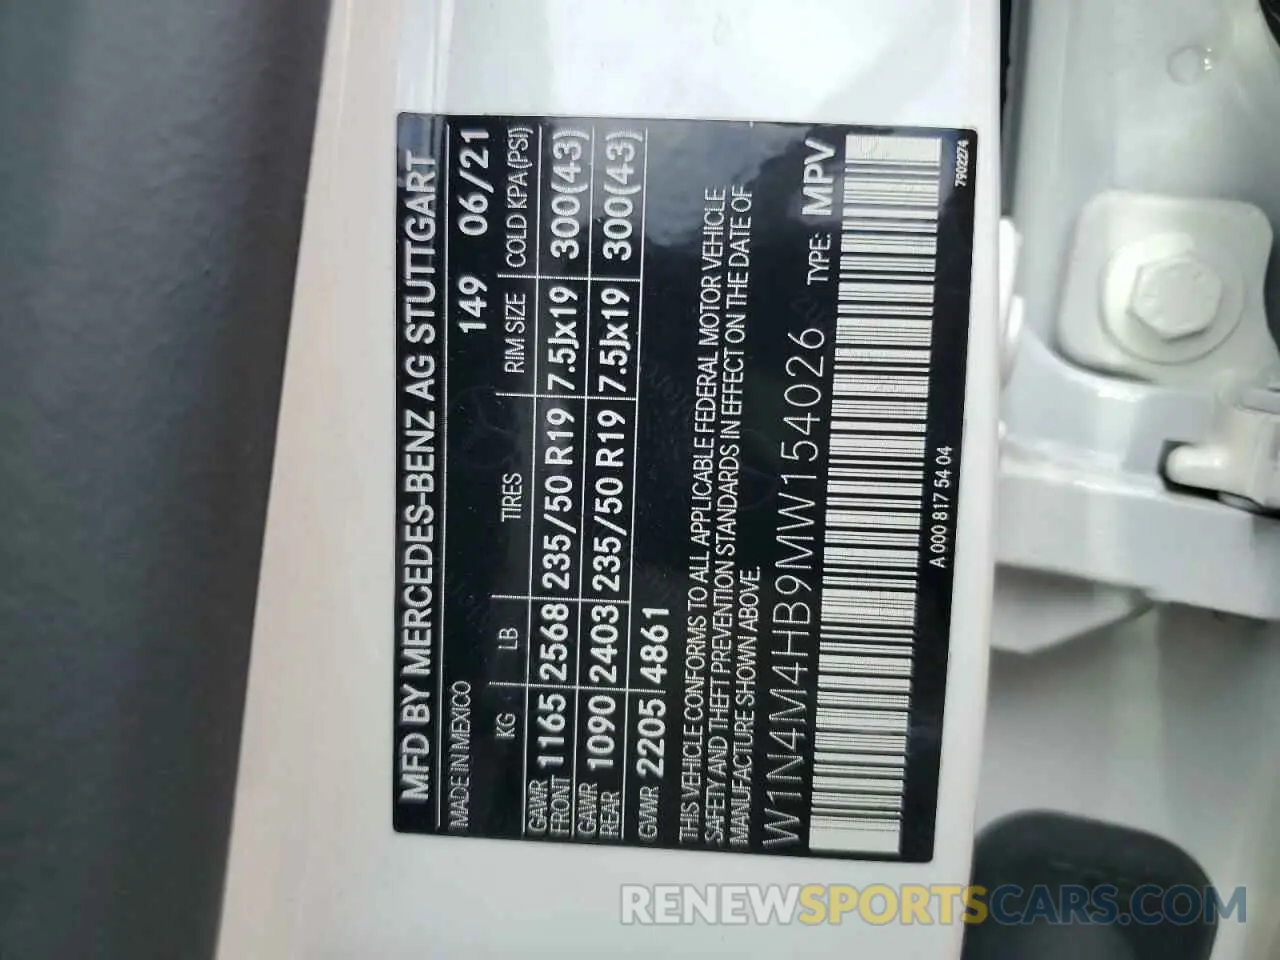 MFD BY MERCEDES-BENZ AG STUTTGART
MADE IN MEXICO 149 06/21
KG LB TIRES RIM SIZE COLD KPA (PSI)
GAWR FRONT 1165 2568 235/50 R19 7.5Jx19 300(43)
GAWR REAR 1090 2403 235/50 R19 7.5Jx19 300(43)
GVWR 2205 4861
THIS VEHICLE CONFORMS TO ALL APPLICABLE FEDERAL MOTOR VEHICLE
SAFETY AND THEFT PREVENTION STANDARDS IN EFFECT ON THE DATE OF
MANUFACTURE SHOWN ABOVE.
W1N4M4HB9MW154026 TYPE: MPV
A 000 817 54 04
7902274
RENEWSPORTSCARS.COM